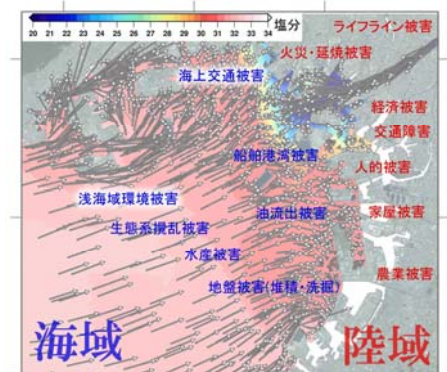 20 21 22 23 24 25 26 27 28 29 30 31 32 33 34 塩分
ライフライン被害
火災・延焼被害
海上交通被害
経済被害
交通障害
船舶港湾被害
人的被害
浅海域環境被害
油流出被害
家屋被害
生態系攪乱被害
水産被害
農業被害
地盤被害(堆積・洗掘)
海域
陸域